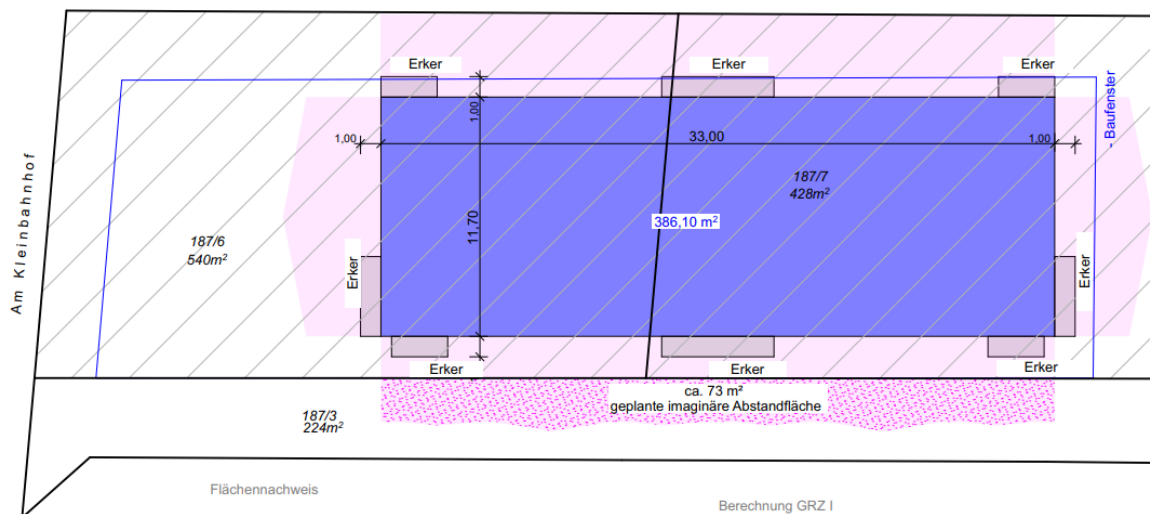 Erker
Erker
Erker
- Baufenster
1,00
1,00
33,00
1,00
187/7
428m²
11,70
386,10 m²
Am Kleinbahnhof
187/6
540m²
Erker
Erker
Erker
Erker
Erker
ca. 73 m²
geplante imaginäre Abstandfläche
187/3
224m²
Flächennachweis
Berechnung GRZ I